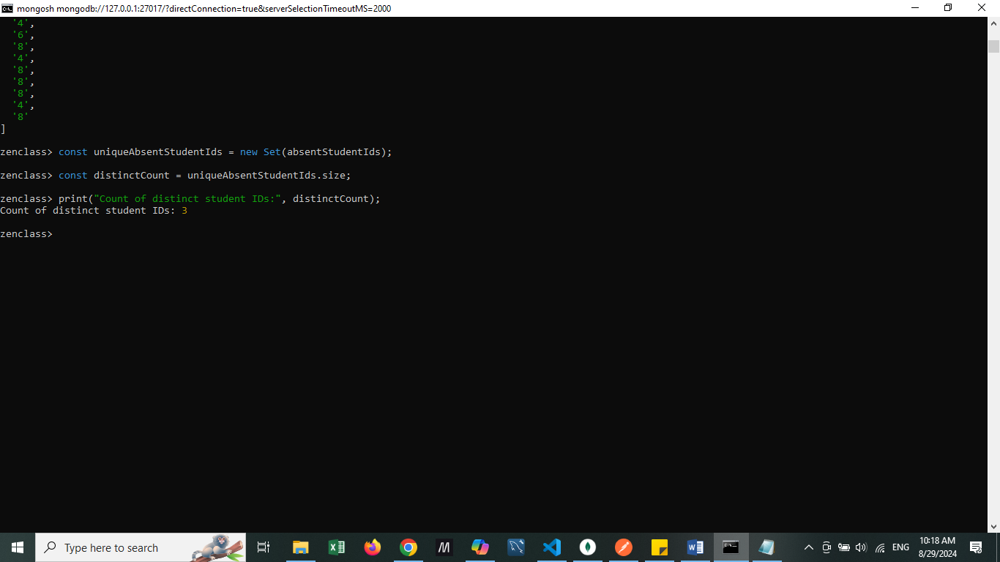 mongosh mongodb://127.0.0.1:27017/?directConnection=true&serverSelectionTimeoutMS=2000
'4',
'6',
'8',
'4',
'8',
'8',
'8',
'4',
'8'
]
zenclass> const uniqueAbsentStudentIds = new Set(absentStudentIds);
zenclass> const distinctCount = uniqueAbsentStudentIds.size;
zenclass> print("Count of distinct student IDs:", distinctCount);
Count of distinct student IDs: 3
zenclass>
Type here to search
ENG
10:18 AM
8/29/2024